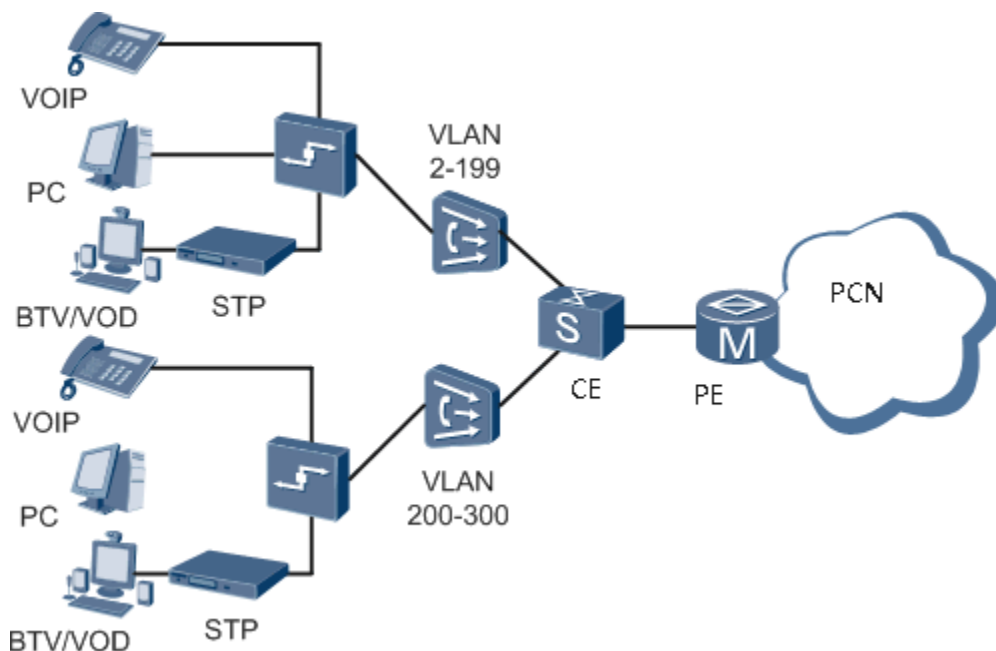 VOIP
PC
BTV/VOD
STP
VLAN
2-199
S
CE
M
PE
PCN
VOIP
PC
BTV/VOD
STP
VLAN
200-300